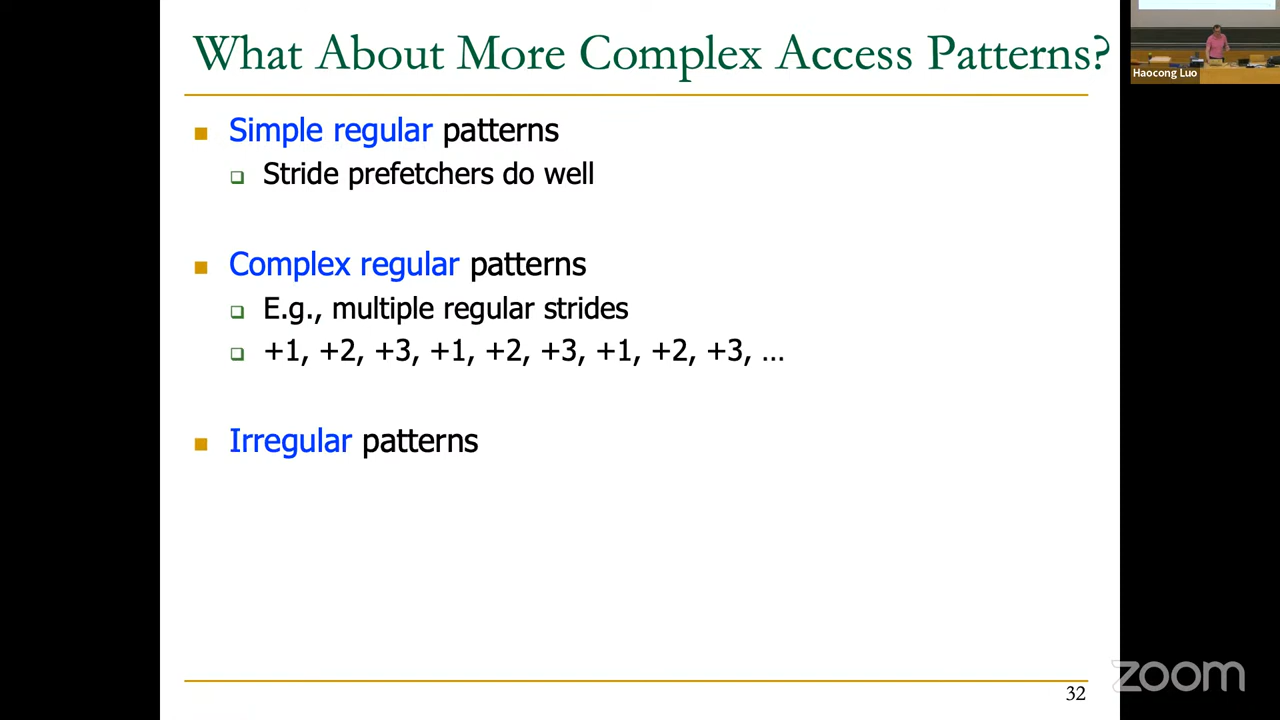 What About More Complex Access Patterns?
Haocong Luo
Simple regular patterns
Stride prefetchers do well
Complex regular patterns
E.g., multiple regular strides
+1, +2, +3, +1, +2, +3, +1, +2, +3, …
Irregular patterns
32
zoom